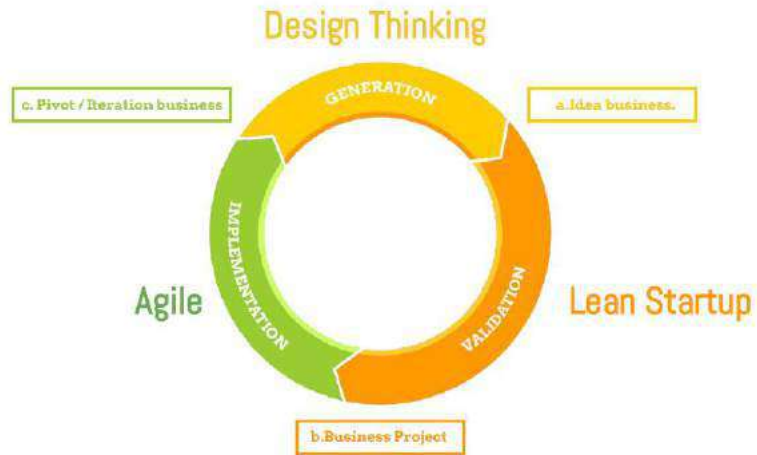 Design Thinking
GENERATION
c. Pivot / Iteration business
a.Idea business.
IMPLEMENTATION
Agile
Lean Startup
VALIDATION
b.Business Project